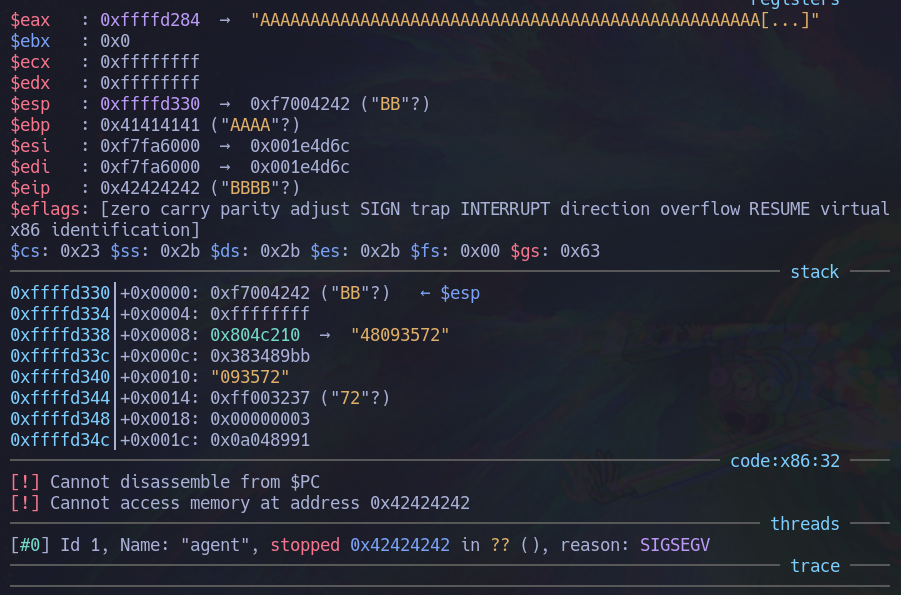 registers
$eax   : 0xffffd284  →  "AAAAAAAAAAAAAAAAAAAAAAAAAAAAAAAAAAAAAAAAAAAAAAAAAA[...]"
$ebx   : 0x0
$ecx   : 0xffffffff
$edx   : 0xffffffff
$esp   : 0xffffd330  →  0xf7004242 ("BB"?)
$ebp   : 0x41414141 ("AAAA"?)
$esi   : 0xf7fa6000  →  0x001e4d6c
$edi   : 0xf7fa6000  →  0x001e4d6c
$eip   : 0x42424242 ("BBBB"?)
$eflags: [zero carry parity adjust SIGN trap INTERRUPT direction overflow RESUME virtual
x86 identification]
$cs: 0x23 $ss: 0x2b $ds: 0x2b $es: 0x2b $fs: 0x00 $gs: 0x63
stack
0xffffd330│+0x0000: 0xf7004242 ("BB"?)   ← $esp
0xffffd334│+0x0004: 0xffffffff
0xffffd338│+0x0008: 0x804c210  →  "48093572"
0xffffd33c│+0x000c: 0x383489bb
0xffffd340│+0x0010: "093572"
0xffffd344│+0x0014: 0xff003237 ("72"?)
0xffffd348│+0x0018: 0x00000003
0xffffd34c│+0x001c: 0x0a048991
code:x86:32
[!] Cannot disassemble from $PC
[!] Cannot access memory at address 0x42424242
threads
[#0] Id 1, Name: "agent", stopped 0x42424242 in ?? (), reason: SIGSEGV
trace